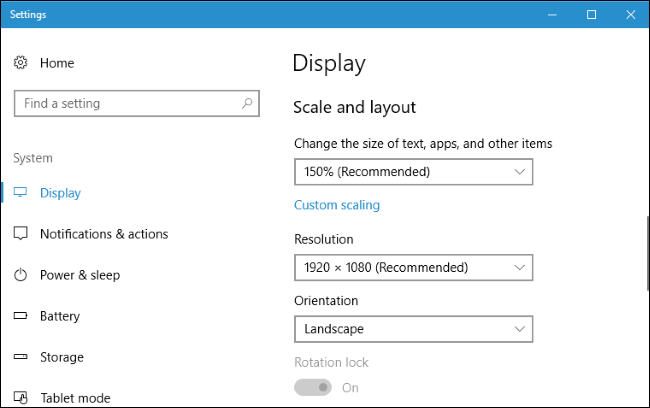 Settings
Home
Find a setting
System
Display
Notifications & actions
Power & sleep
Battery
Storage
Tablet mode
Display
Scale and layout
Change the size of text, apps, and other items
150% (Recommended)
Custom scaling
Resolution
1920 × 1080 (Recommended)
Orientation
Landscape
Rotation lock
On